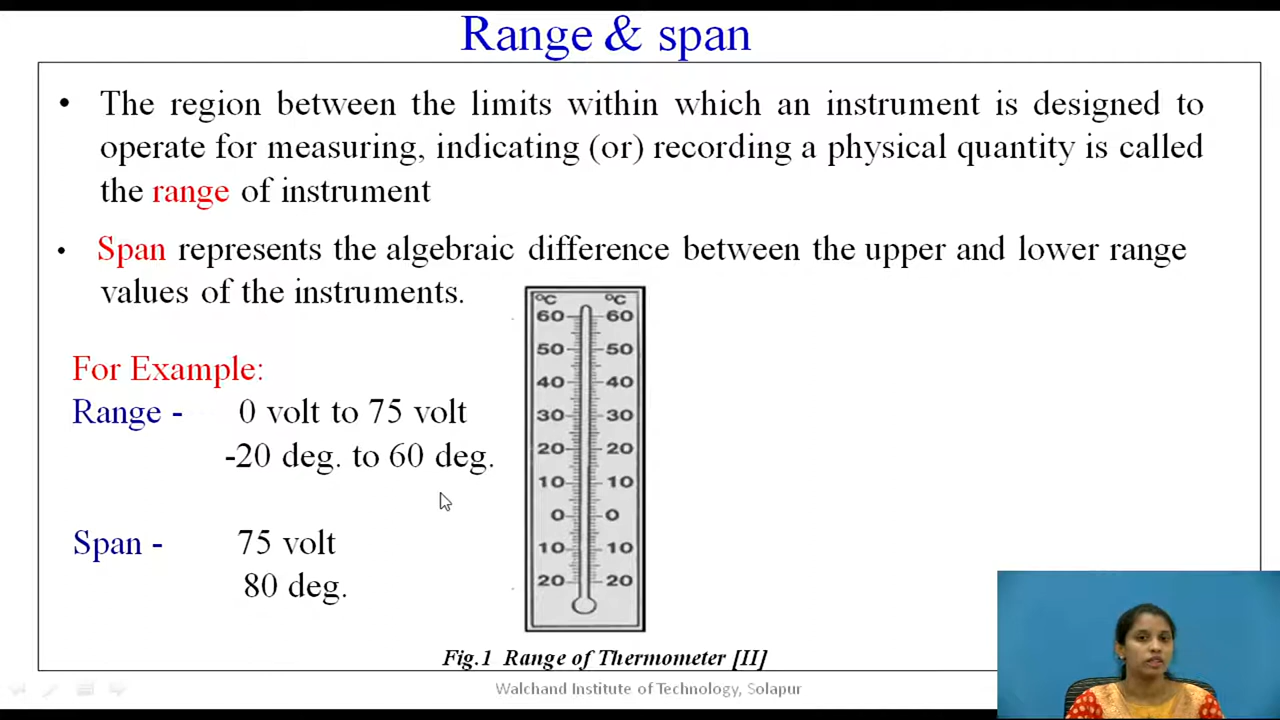 Range & span
• The region between the limits within which an instrument is designed to
operate for measuring, indicating (or) recording a physical quantity is called
the range of instrument
• Span represents the algebraic difference between the upper and lower range
values of the instruments.
For Example:
Range - 0 volt to 75 volt
-20 deg. to 60 deg.
Span - 75 volt
80 deg.
°C °C
60 60
50 50
40 40
30 30
20 20
10 10
0 0
10 10
20 20
Fig.1 Range of Thermometer [II]
Walchand Institute of Technology, Solapur